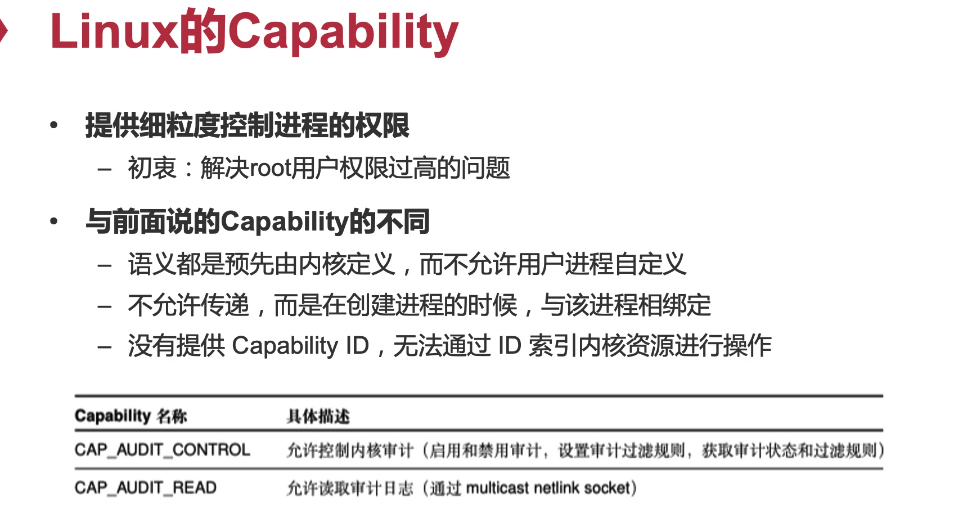 Linux的Capability
• 提供细粒度控制进程的权限
– 初衷：解决root用户权限过高的问题
• 与前面说的Capability的不同
– 语义都是预先由内核定义，而不允许用户进程自定义
– 不允许传递，而是在创建进程的时候，与该进程相绑定
– 没有提供 Capability ID，无法通过 ID 索引内核资源进行操作
Capability 名称 具体描述
CAP_AUDIT_CONTROL 允许控制内核审计（启用和禁用审计，设置审计过滤规则，获取审计状态和过滤规则）
CAP_AUDIT_READ 允许读取审计日志（通过 multicast netlink socket）